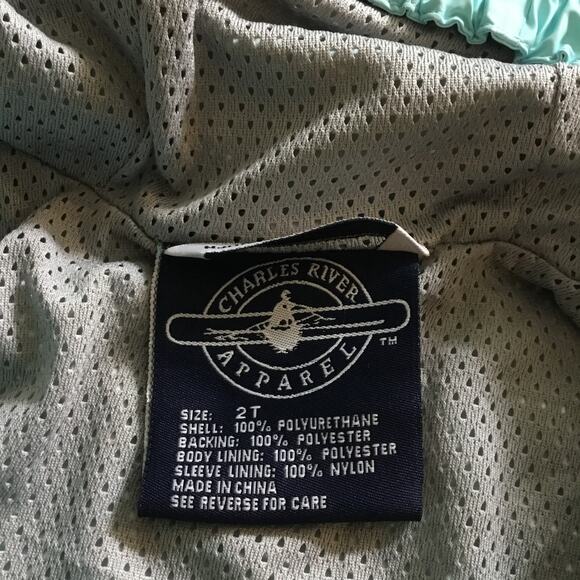 CHARLES RIVER
APPAREL
TM
SIZE: 2T
SHELL: 100% POLYURETHANE
BACKING: 100% POLYESTER
BODY LINING: 100% POLYESTER
SLEEVE LINING: 100% NYLON
MADE IN CHINA
SEE REVERSE FOR CARE